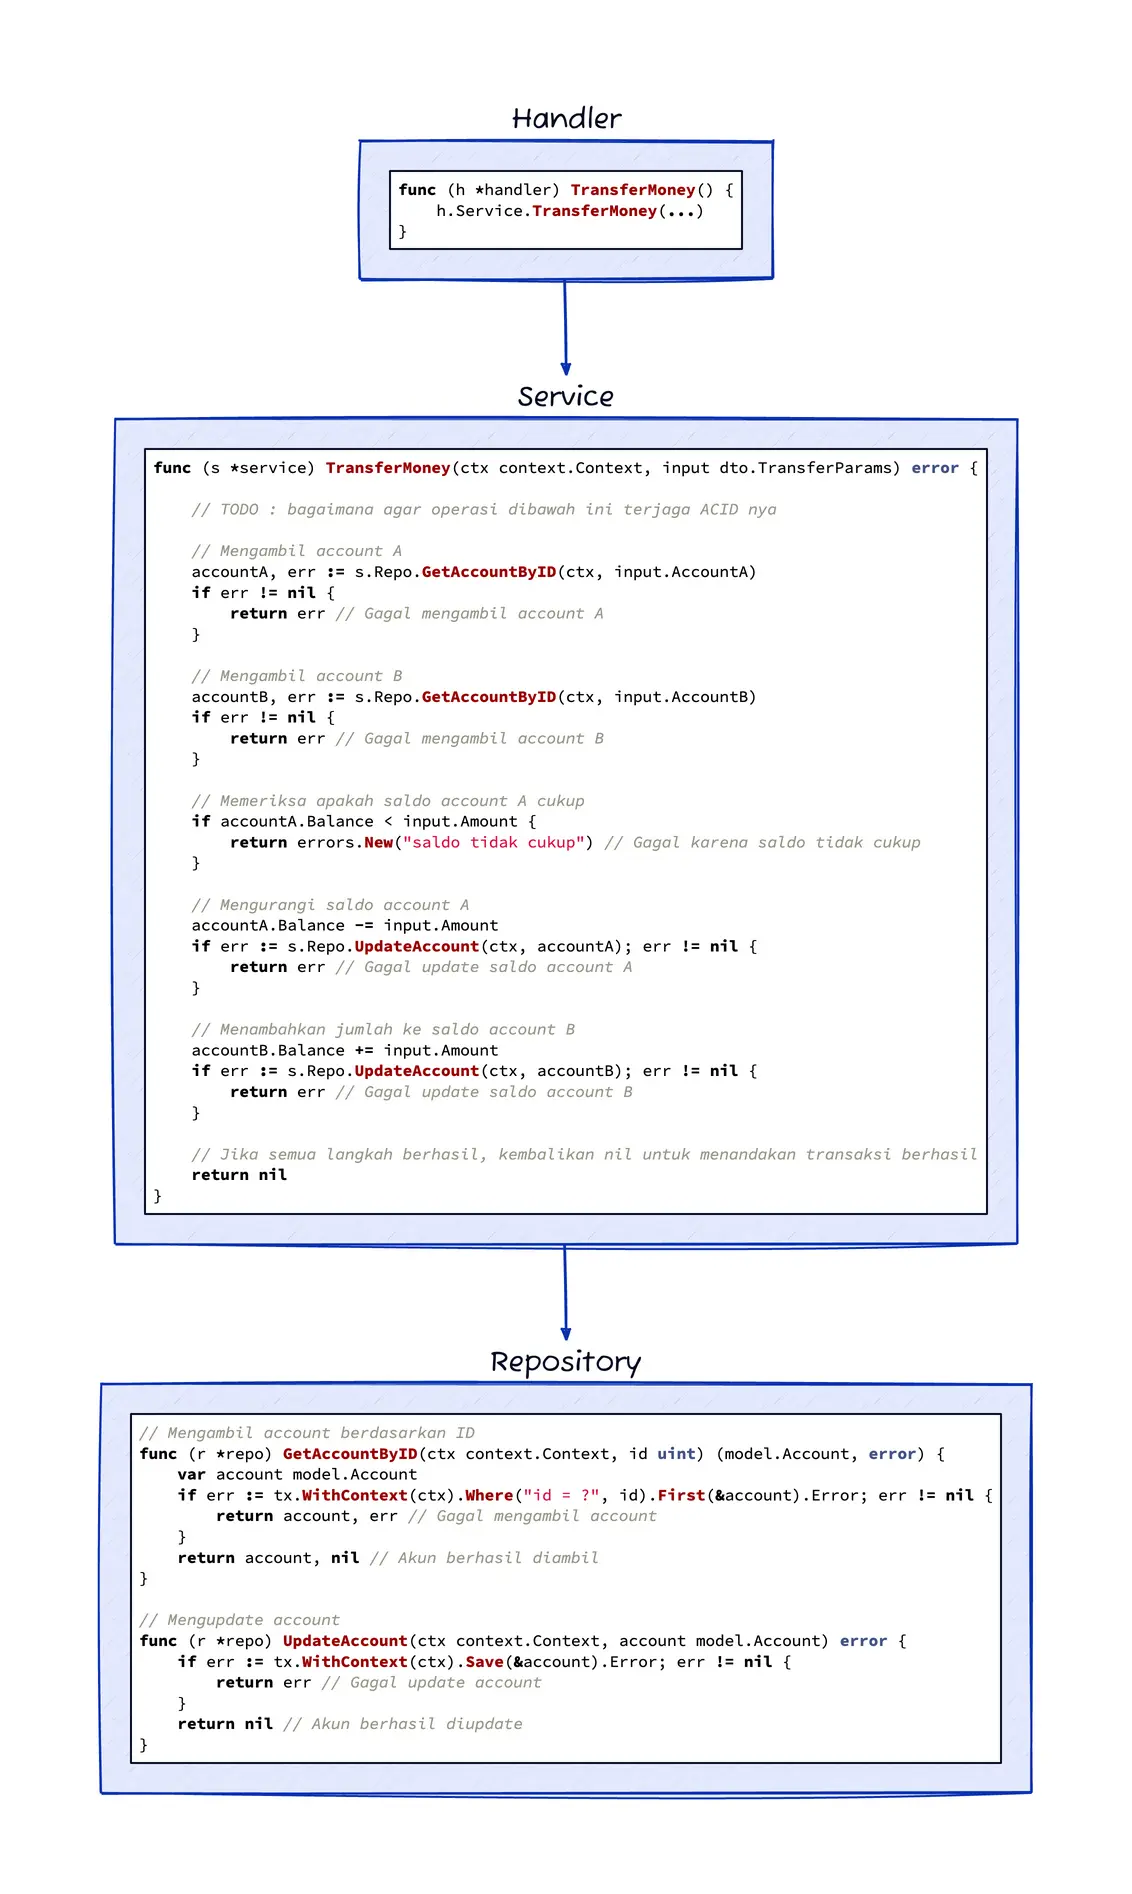 Handler
func (h *handler) TransferMoney() {
    h.Service.TransferMoney(...)
}
Service
func (s *service) TransferMoney(ctx context.Context, input dto.TransferParams) error {
    // TODO : bagaimana agar operasi dibawah ini terjaga ACID nya
    // Mengambil account A
    accountA, err := s.Repo.GetAccountByID(ctx, input.AccountA)
    if err != nil {
        return err // Gagal mengambil account A
    }
    // Mengambil account B
    accountB, err := s.Repo.GetAccountByID(ctx, input.AccountB)
    if err != nil {
        return err // Gagal mengambil account B
    }
    // Memeriksa apakah saldo account A cukup
    if accountA.Balance < input.Amount {
        return errors.New("saldo tidak cukup") // Gagal karena saldo tidak cukup
    }
    // Mengurangi saldo account A
    accountA.Balance -= input.Amount
    if err := s.Repo.UpdateAccount(ctx, accountA); err != nil {
        return err // Gagal update saldo account A
    }
    // Menambahkan jumlah ke saldo account B
    accountB.Balance += input.Amount
    if err := s.Repo.UpdateAccount(ctx, accountB); err != nil {
        return err // Gagal update saldo account B
    }
    // Jika semua langkah berhasil, kembalikan nil untuk menandakan transaksi berhasil
    return nil
}
Repository
// Mengambil account berdasarkan ID
func (r *repo) GetAccountByID(ctx context.Context, id uint) (model.Account, error) {
    var account model.Account
    if err := tx.WithContext(ctx).Where("id = ?", id).First(&account).Error; err != nil {
        return account, err // Gagal mengambil account
    }
    return account, nil // Akun berhasil diambil
}
// Mengupdate account
func (r *repo) UpdateAccount(ctx context.Context, account model.Account) error {
    if err := tx.WithContext(ctx).Save(&account).Error; err != nil {
        return err // Gagal update account
    }
    return nil // Akun berhasil diupdate
}